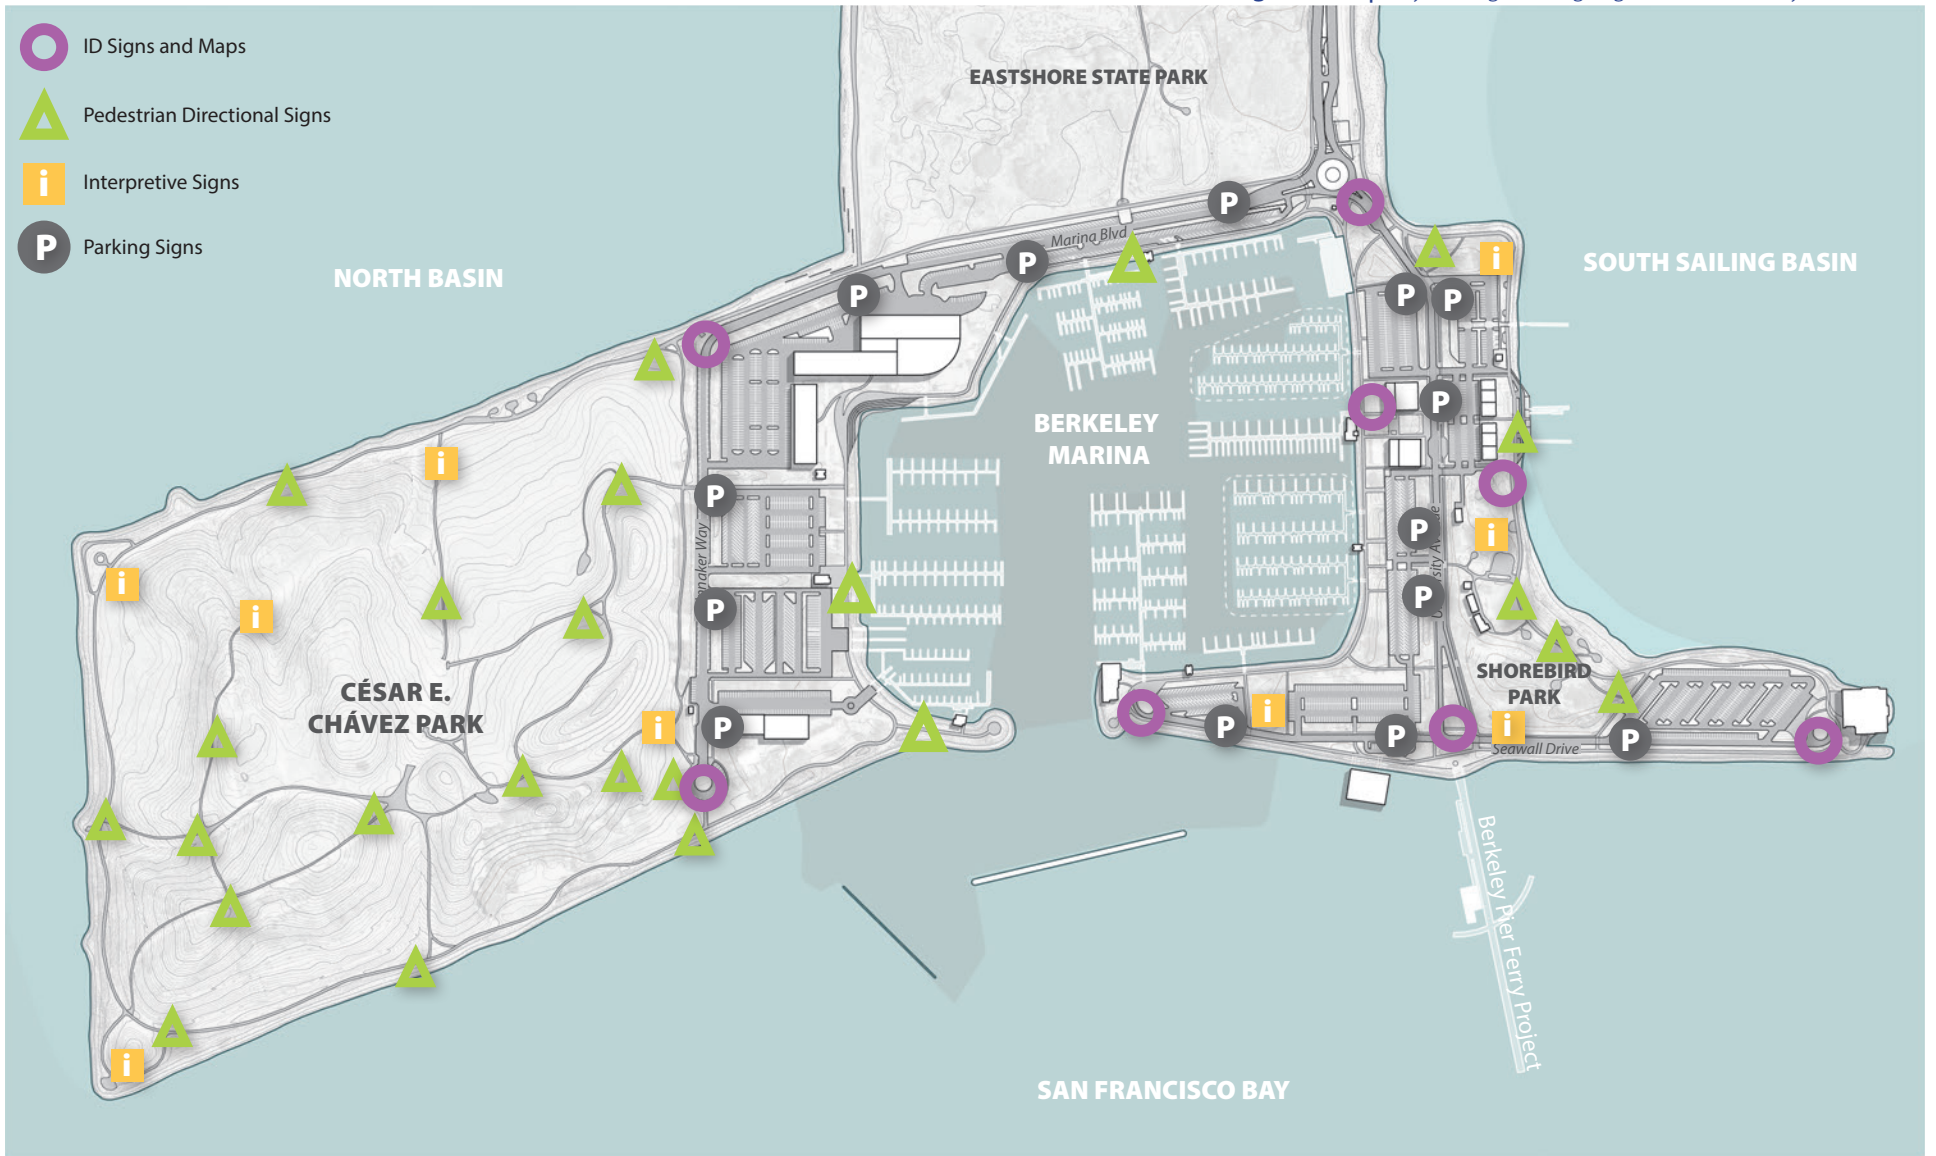 ID Signs and Maps
Pedestrian Directional Signs
i
Interpretive Signs
P
Parking Signs
EASTSHORE STATE PARK
NORTH BASIN
SOUTH SAILING BASIN
Marina Blvd
BERKELEY
MARINA
CÉSAR E.
CHÁVEZ PARK
SHOREBIRD
PARK
Seawall Drive
Berkeley Pier Ferry Project
SAN FRANCISCO BAY